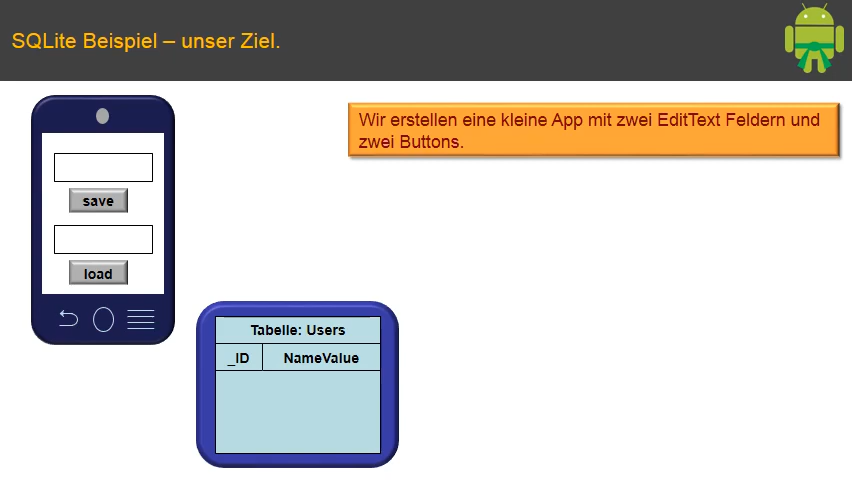 SQLite Beispiel – unser Ziel.
Wir erstellen eine kleine App mit zwei EditText Feldern und
zwei Buttons.
save
load
Tabelle: Users
_ID NameValue